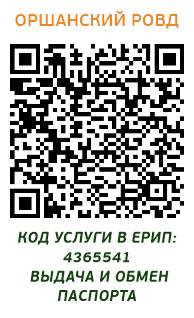 ОРШАНСКИЙ РОВД
КОД УСЛУГИ В ЕРИП:
4365541
ВЫДАЧА И ОБМЕН
ПАСПОРТА